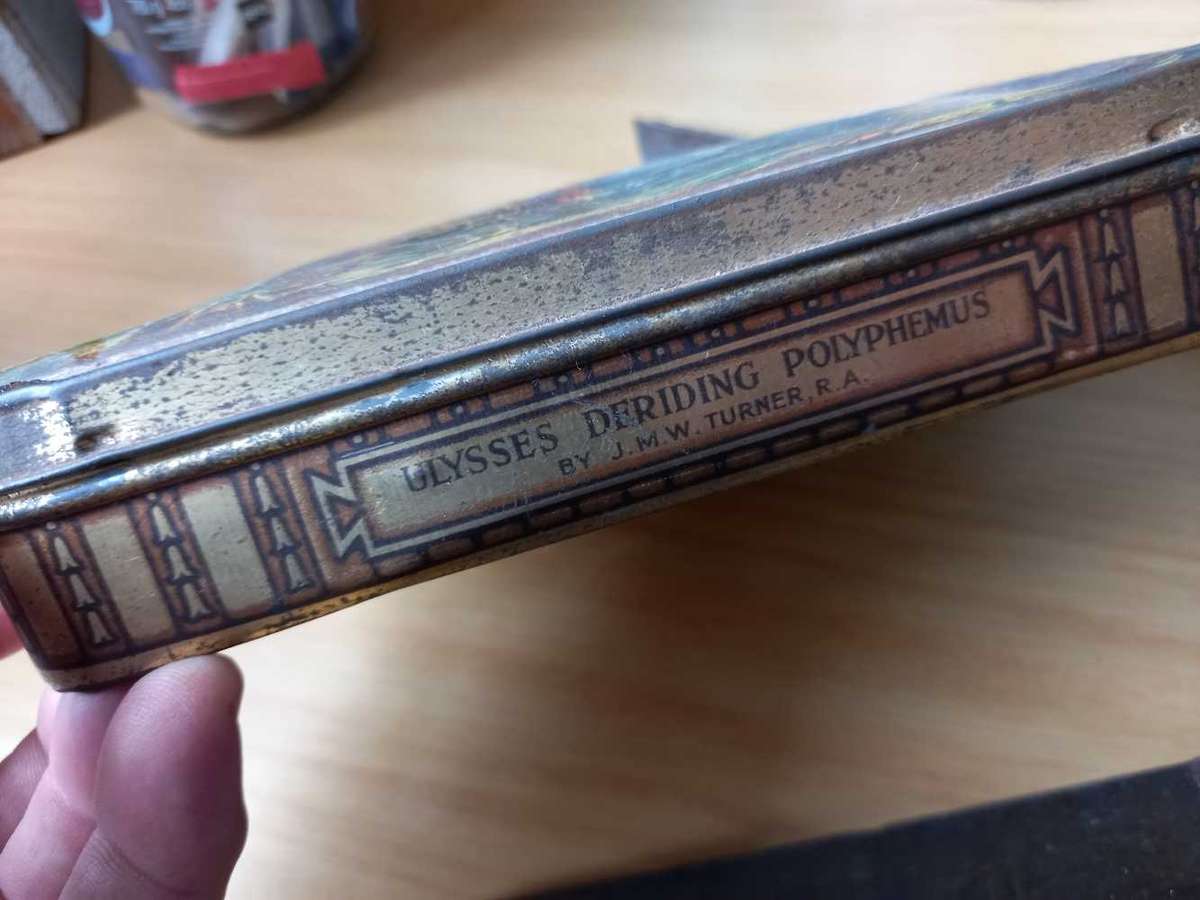 ULYSSES DERIDING POLYPHEMUS
BY J.M.W. TURNER, R.A.